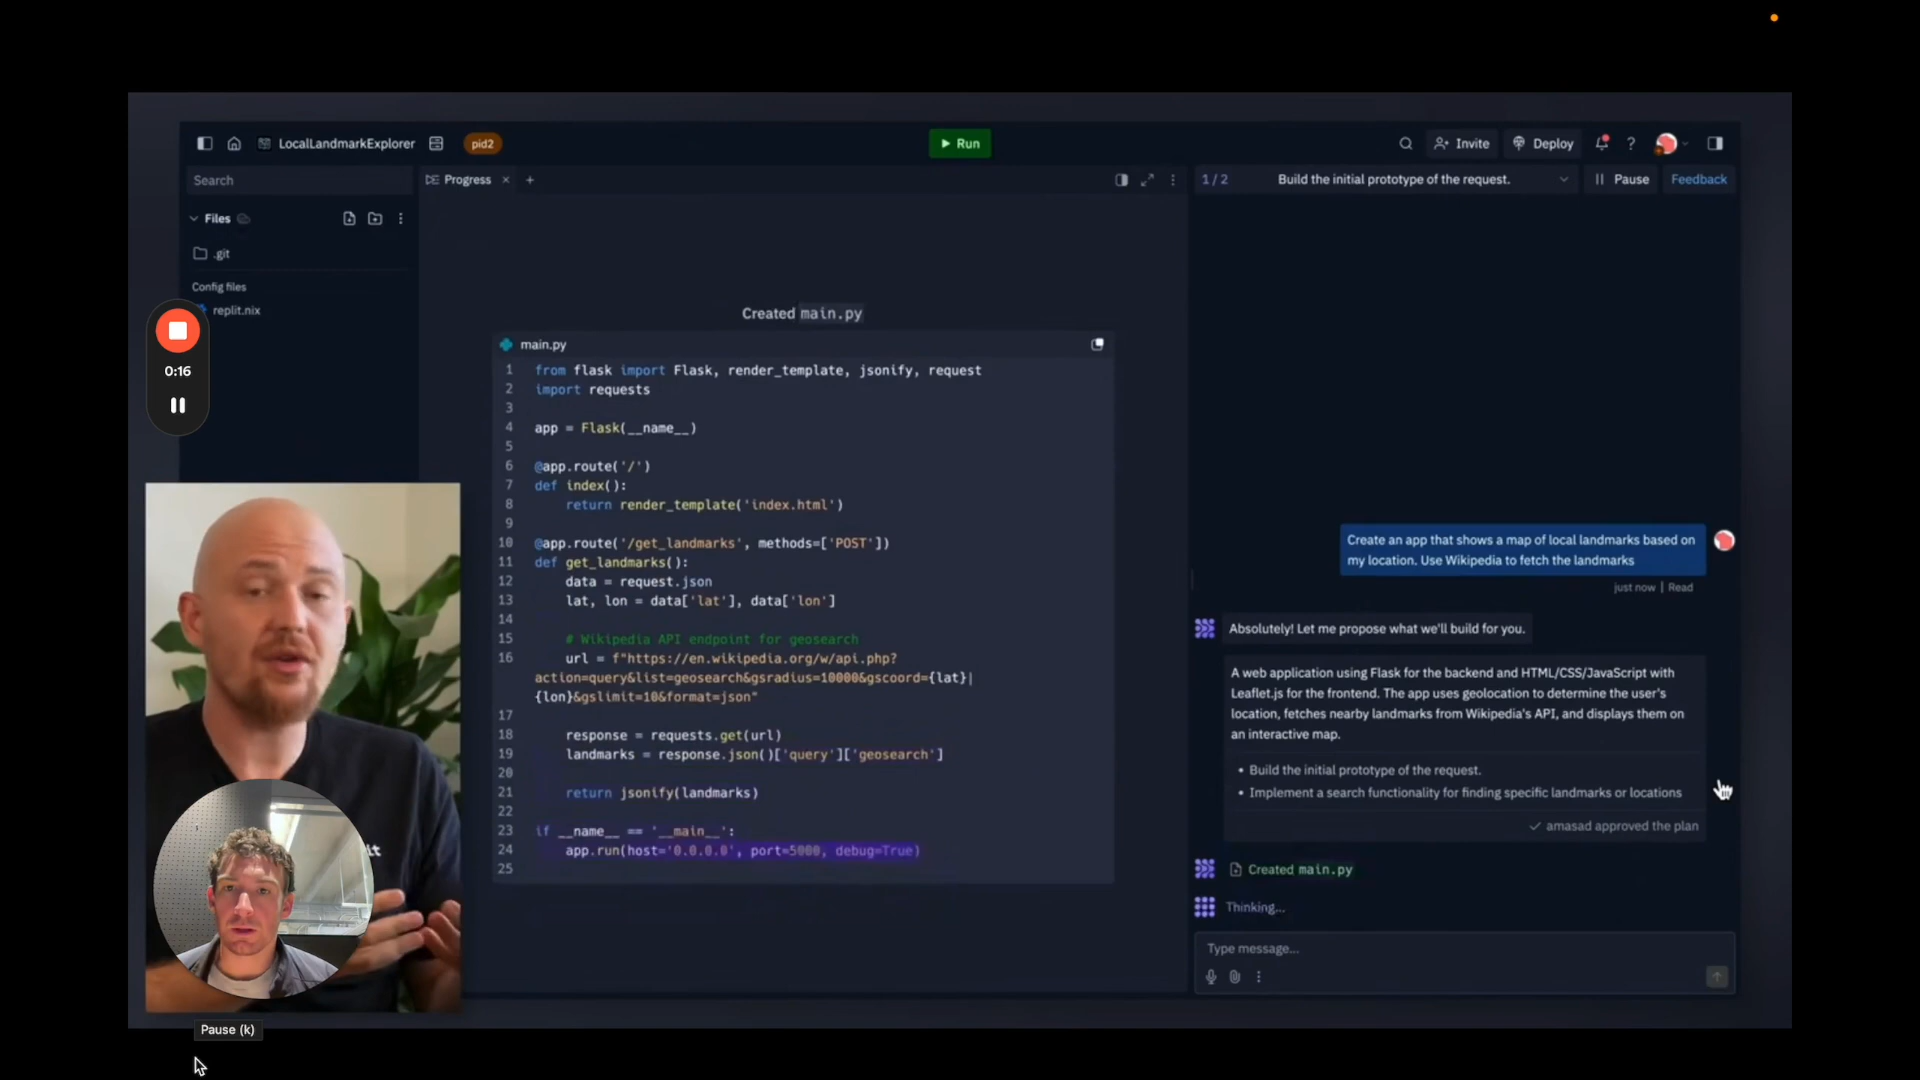 LocalLandmarkExplorer
pid2
Run
Invite
Deploy
?
Search
Progress
1 / 2
Build the initial prototype of the request.
Pause
Feedback
Files
.git
Config files
replit.nix
0:16
Created main.py
main.py
1 from flask import Flask, render_template, jsonify, request
2 import requests
3
4 app = Flask(__name__)
5
6 @app.route('/')
7 def index():
8 return render_template('index.html')
9
10 @app.route('/get_landmarks', methods=['POST'])
11 def get_landmarks():
12 data = request.json
13 lat, lon = data['lat'], data['lon']
14
15 # Wikipedia API endpoint for geosearch
16 url = f"https://en.wikipedia.org/w/api.php?
action=query&list=geosearch&gsradius=10000&gscoord={lat}|
{lon}&gslimit=10&format=json"
17
18 response = requests.get(url)
19 landmarks = response.json()['query']['geosearch']
20
21 return jsonify(landmarks)
22
23 if __name__ == '__main__':
24 app.run(host='0.0.0.0', port=5000, debug=True)
25
Create an app that shows a map of local landmarks based on
my location. Use Wikipedia to fetch the landmarks
just now | Read
Absolutely! Let me propose what we'll build for you.
A web application using Flask for the backend and HTML/CSS/JavaScript with
Leaflet.js for the frontend. The app uses geolocation to determine the user's
location, fetches nearby landmarks from Wikipedia's API, and displays them on
an interactive map.
• Build the initial prototype of the request.
• Implement a search functionality for finding specific landmarks or locations
amasad approved the plan
Created main.py
Thinking...
Type message...
Pause (k)